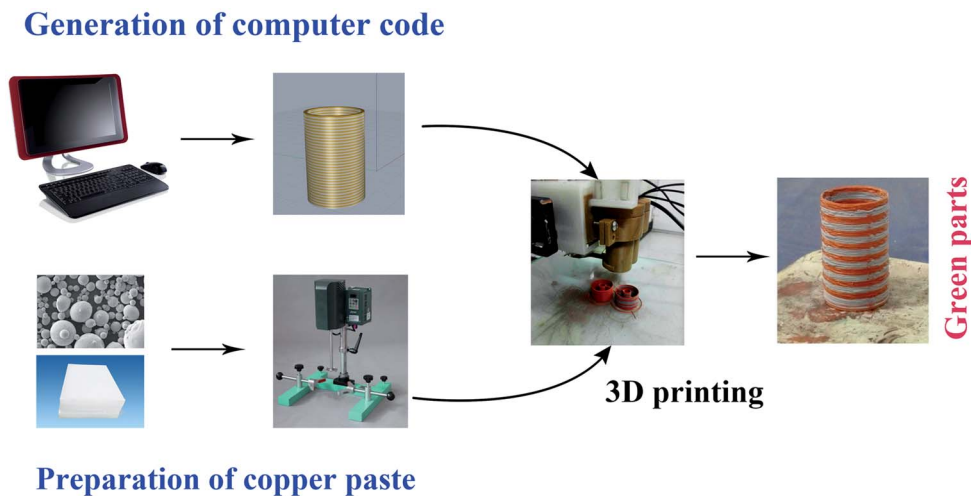 Generation of computer code
Green parts
3D printing
Preparation of copper paste